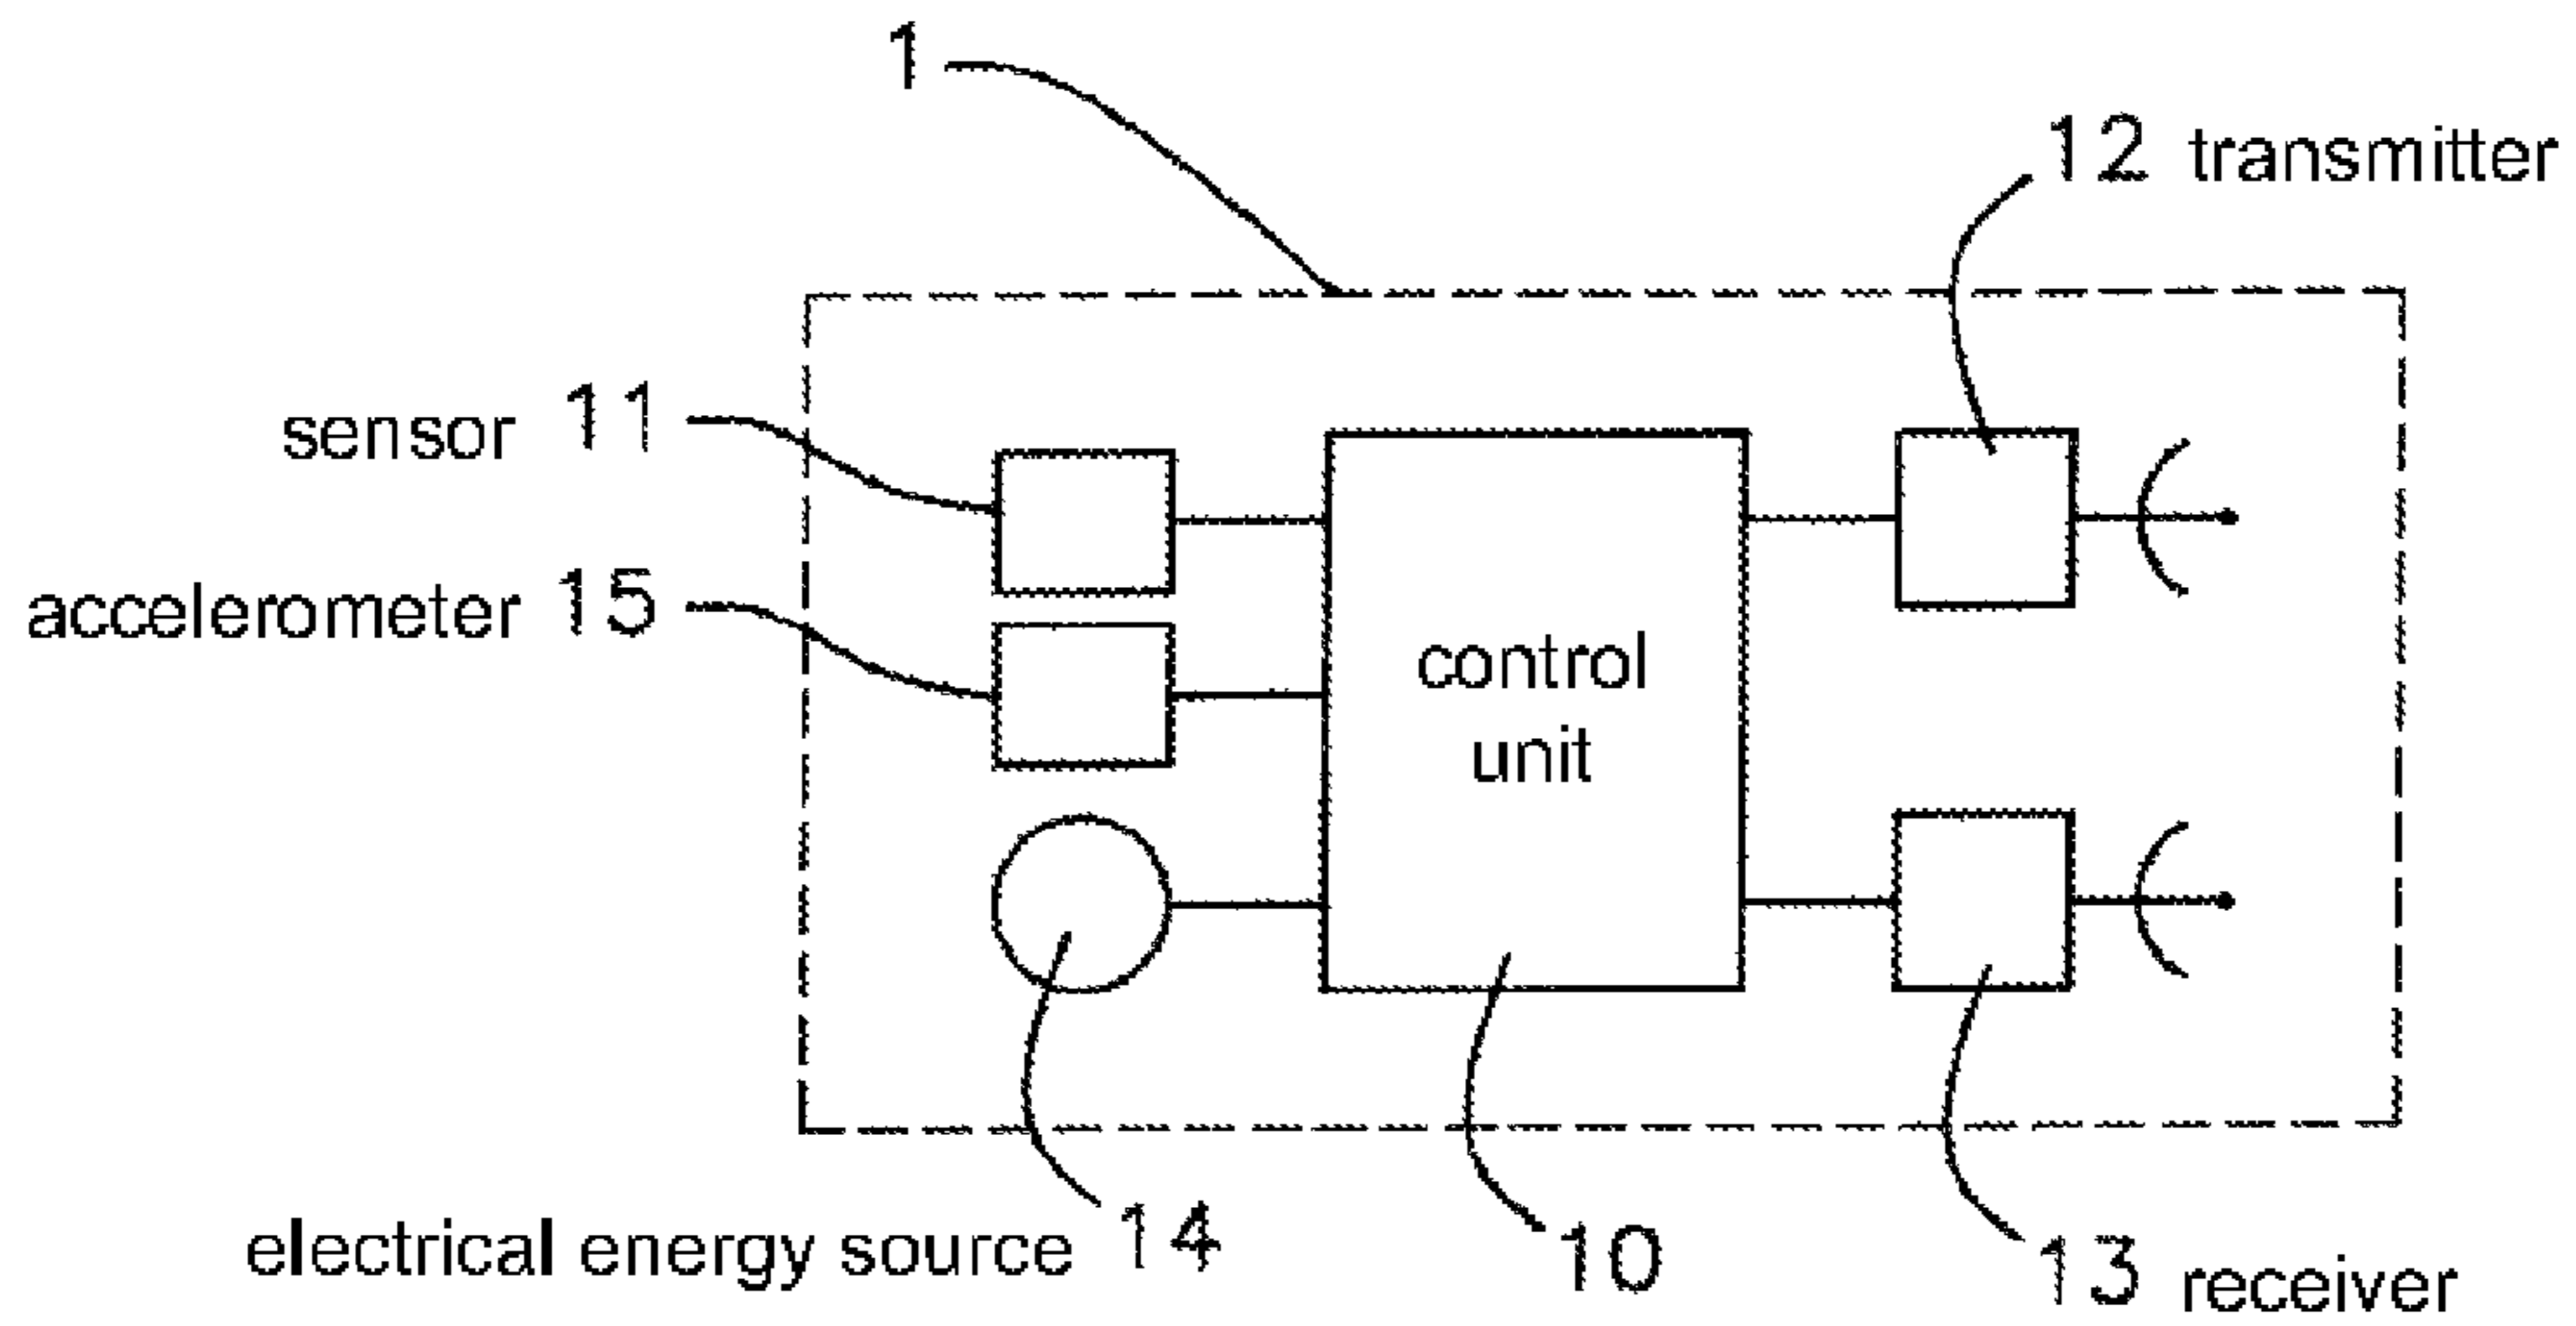 1
12 transmitter
sensor 11
accelerometer 15
control
unit
electrical energy source 14
10
13 receiver